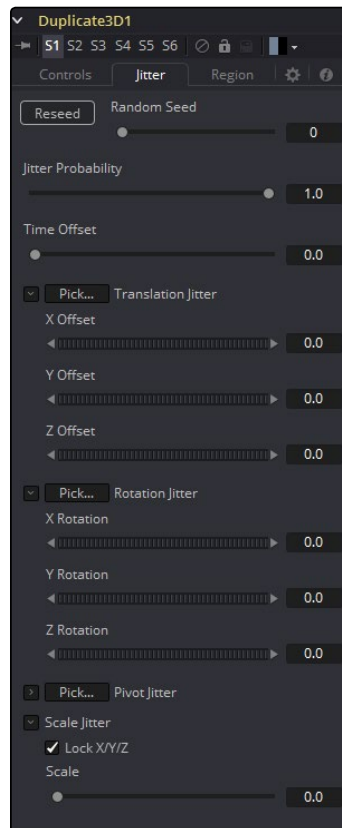 Duplicate3D1
S1 S2 S3 S4 S5 S6
Controls Jitter Region
Reseed Random Seed
0
Jitter Probability
1.0
Time Offset
0.0
Pick... Translation Jitter
X Offset
0.0
Y Offset
0.0
Z Offset
0.0
Pick... Rotation Jitter
X Rotation
0.0
Y Rotation
0.0
Z Rotation
0.0
Pick... Pivot Jitter
Scale Jitter
Lock X/Y/Z
Scale
0.0